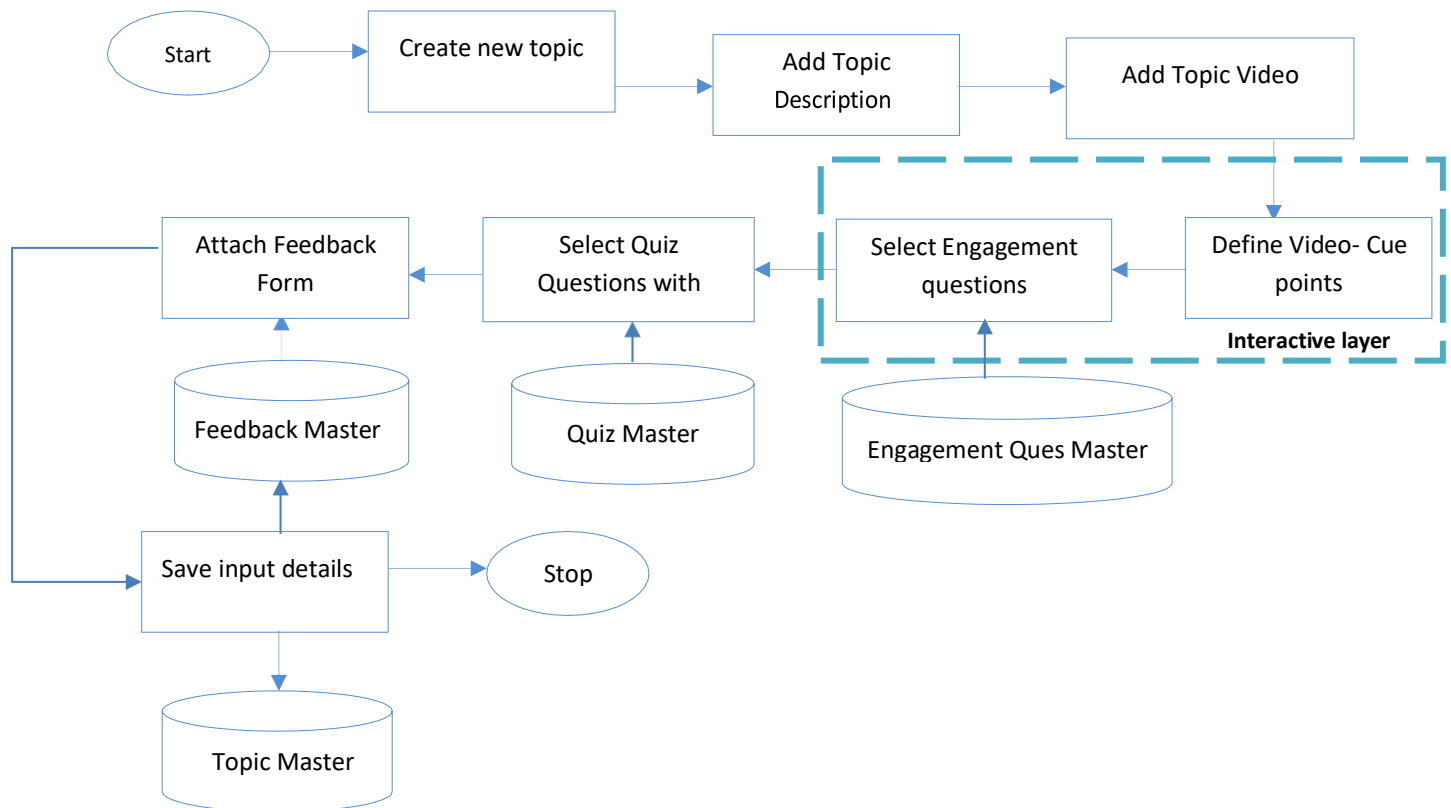 Start
Create new topic
Add Topic
Description
Add Topic Video
Attach Feedback
Form
Select Quiz
Questions with
Select Engagement
questions
Define Video- Cue
points
Interactive layer
Feedback Master
Quiz Master
Engagement Ques Master
Save input details
Stop
Topic Master